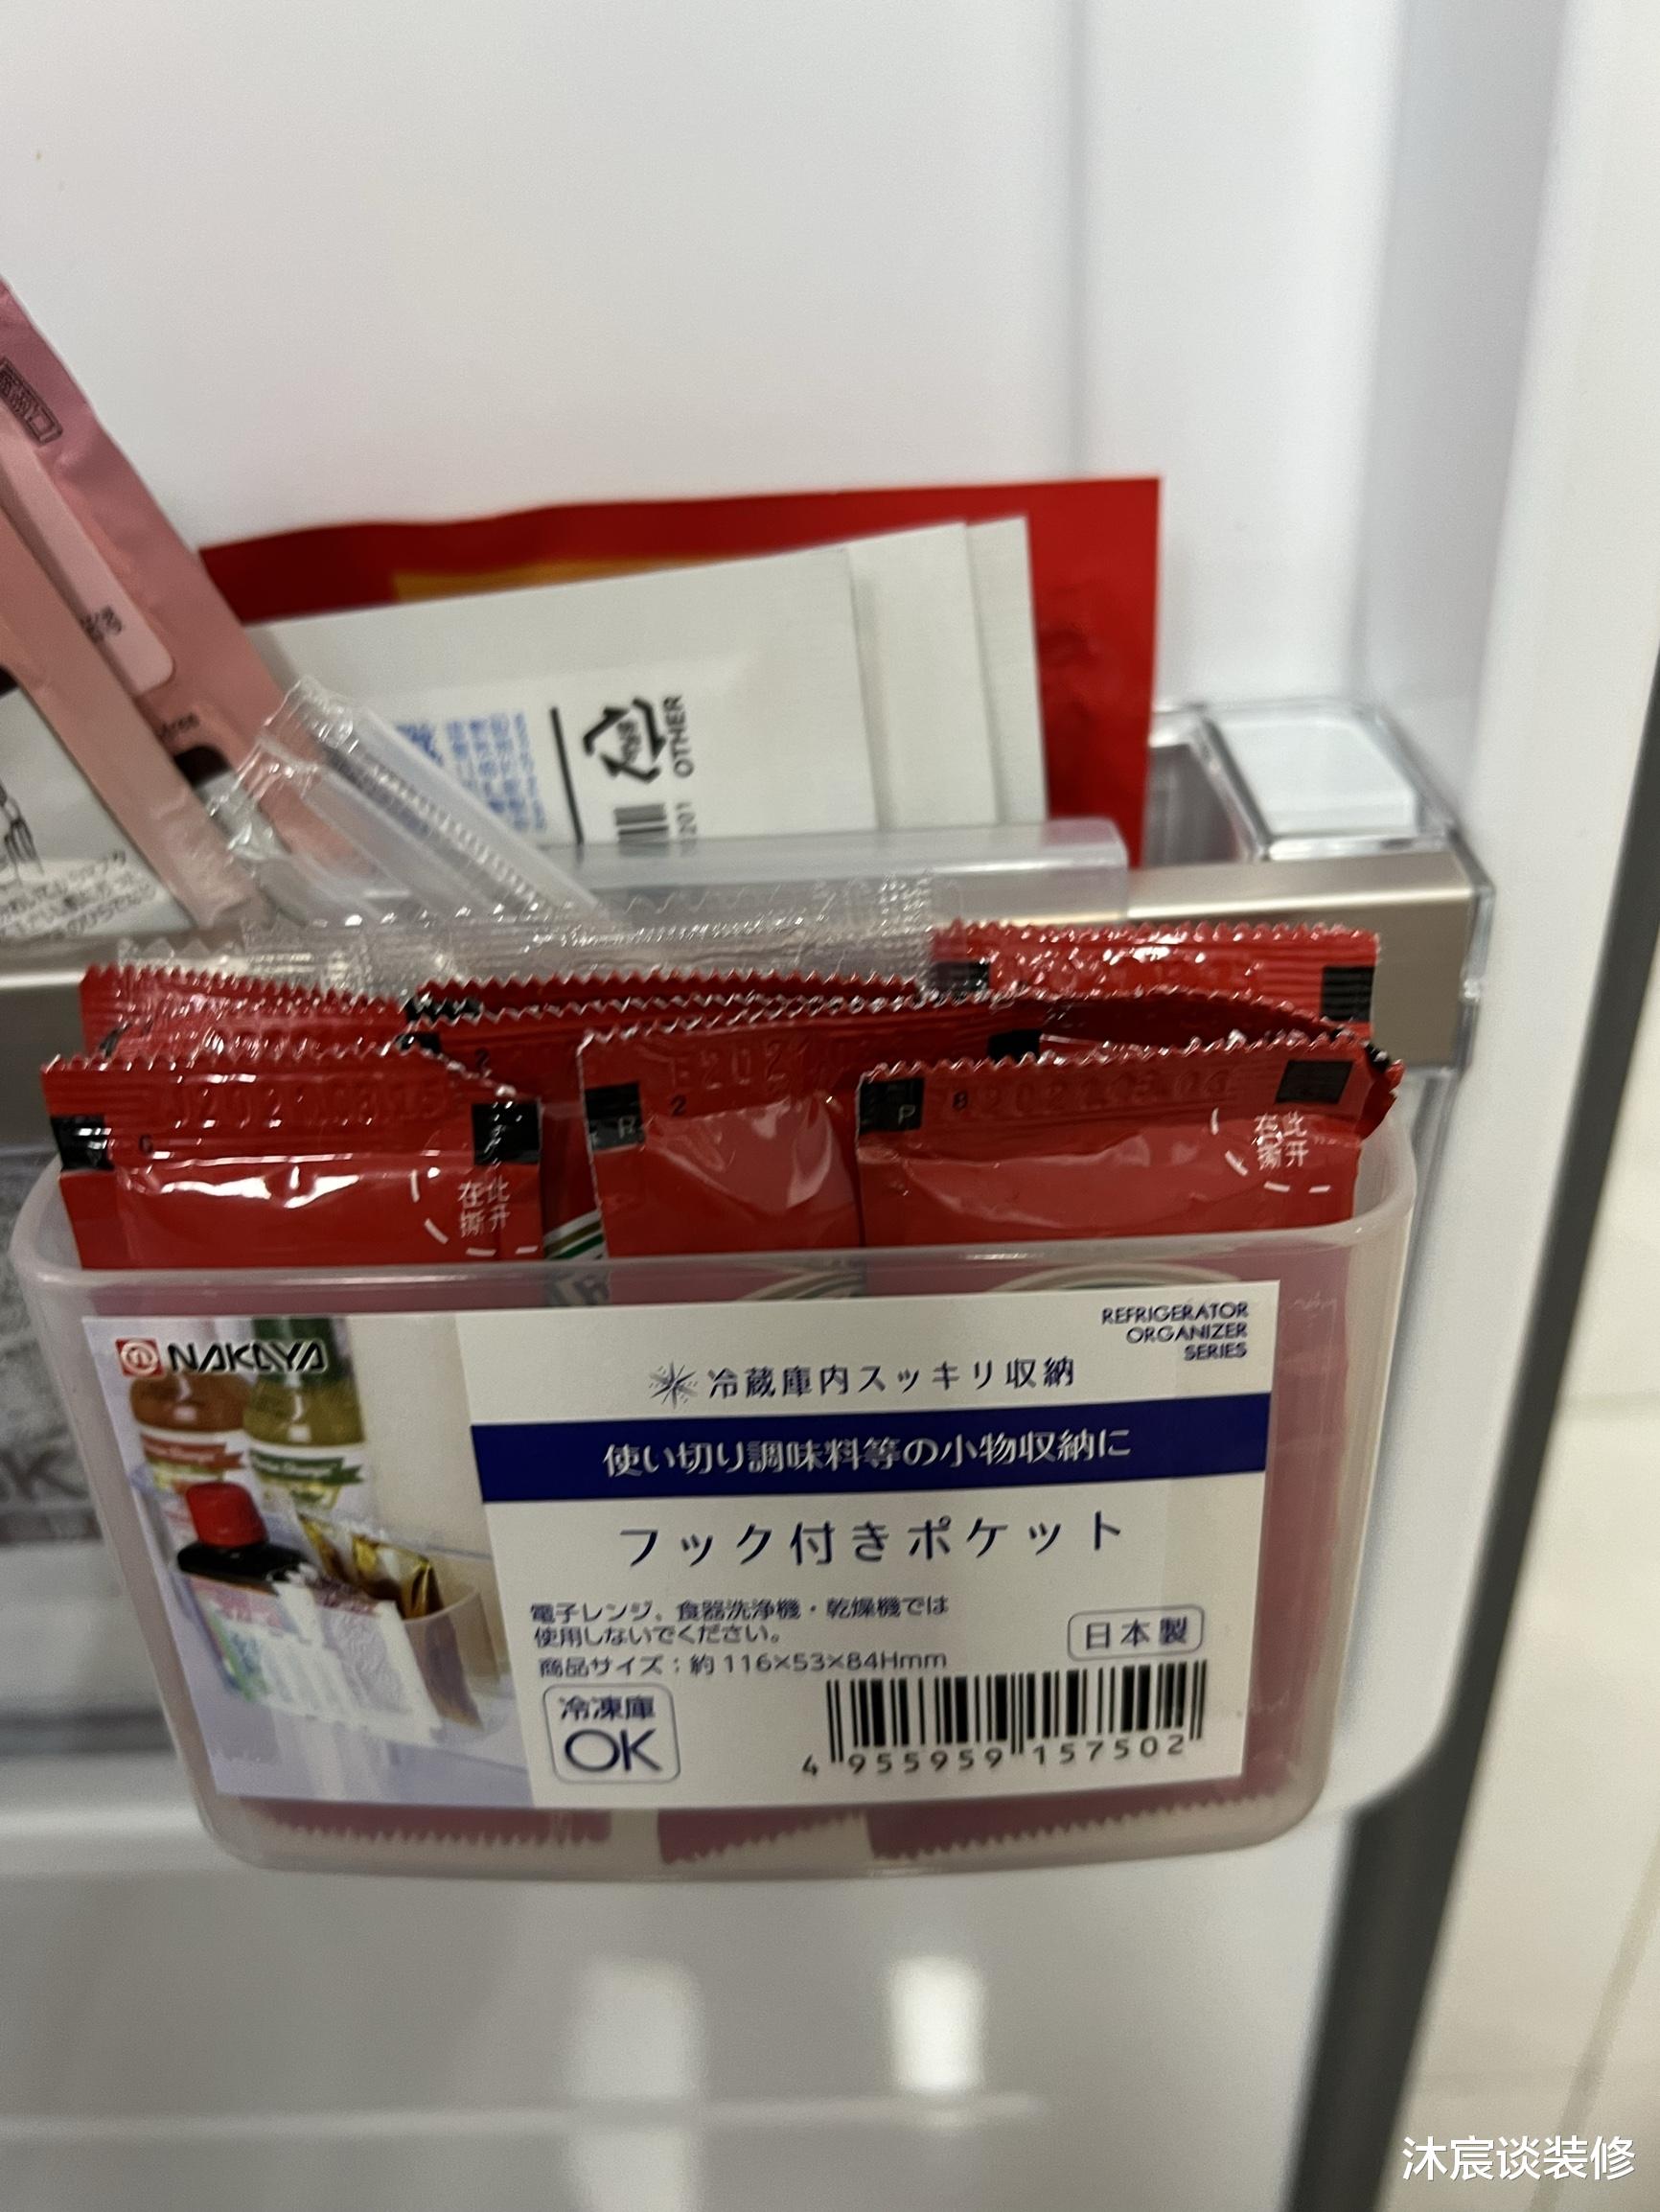 OTHER
在此
撕开
在此
撕开
R
2
P
8
NAKAYA
REFRIGERATOR
ORGANIZER
SERIES
冷蔵庫内スッキリ収納
使い切り調味料等の小物収納に
フック付きポケット
電子レンジ、食器洗浄機・乾燥機では
使用しないでください。
商品サイズ：約 116×53×84Hmm
日本製
冷凍庫
OK
4 955959 157502
沐宸谈装修